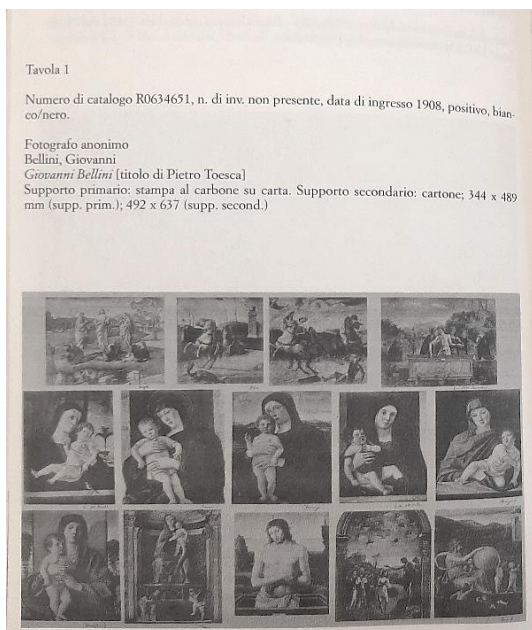 Tavola 1
Numero di catalogo R0634651, n. di inv. non presente, data di ingresso 1908, positivo, bian-
co/nero.
Fotografo anonimo
Bellini, Giovanni
Giovanni Bellini [titolo di Pietro Toesca]
Supporto primario: stampa al carbone su carta. Supporto secondario: cartone; 344 x 489
mm (supp. prim.); 492 x 637 (supp. second.)